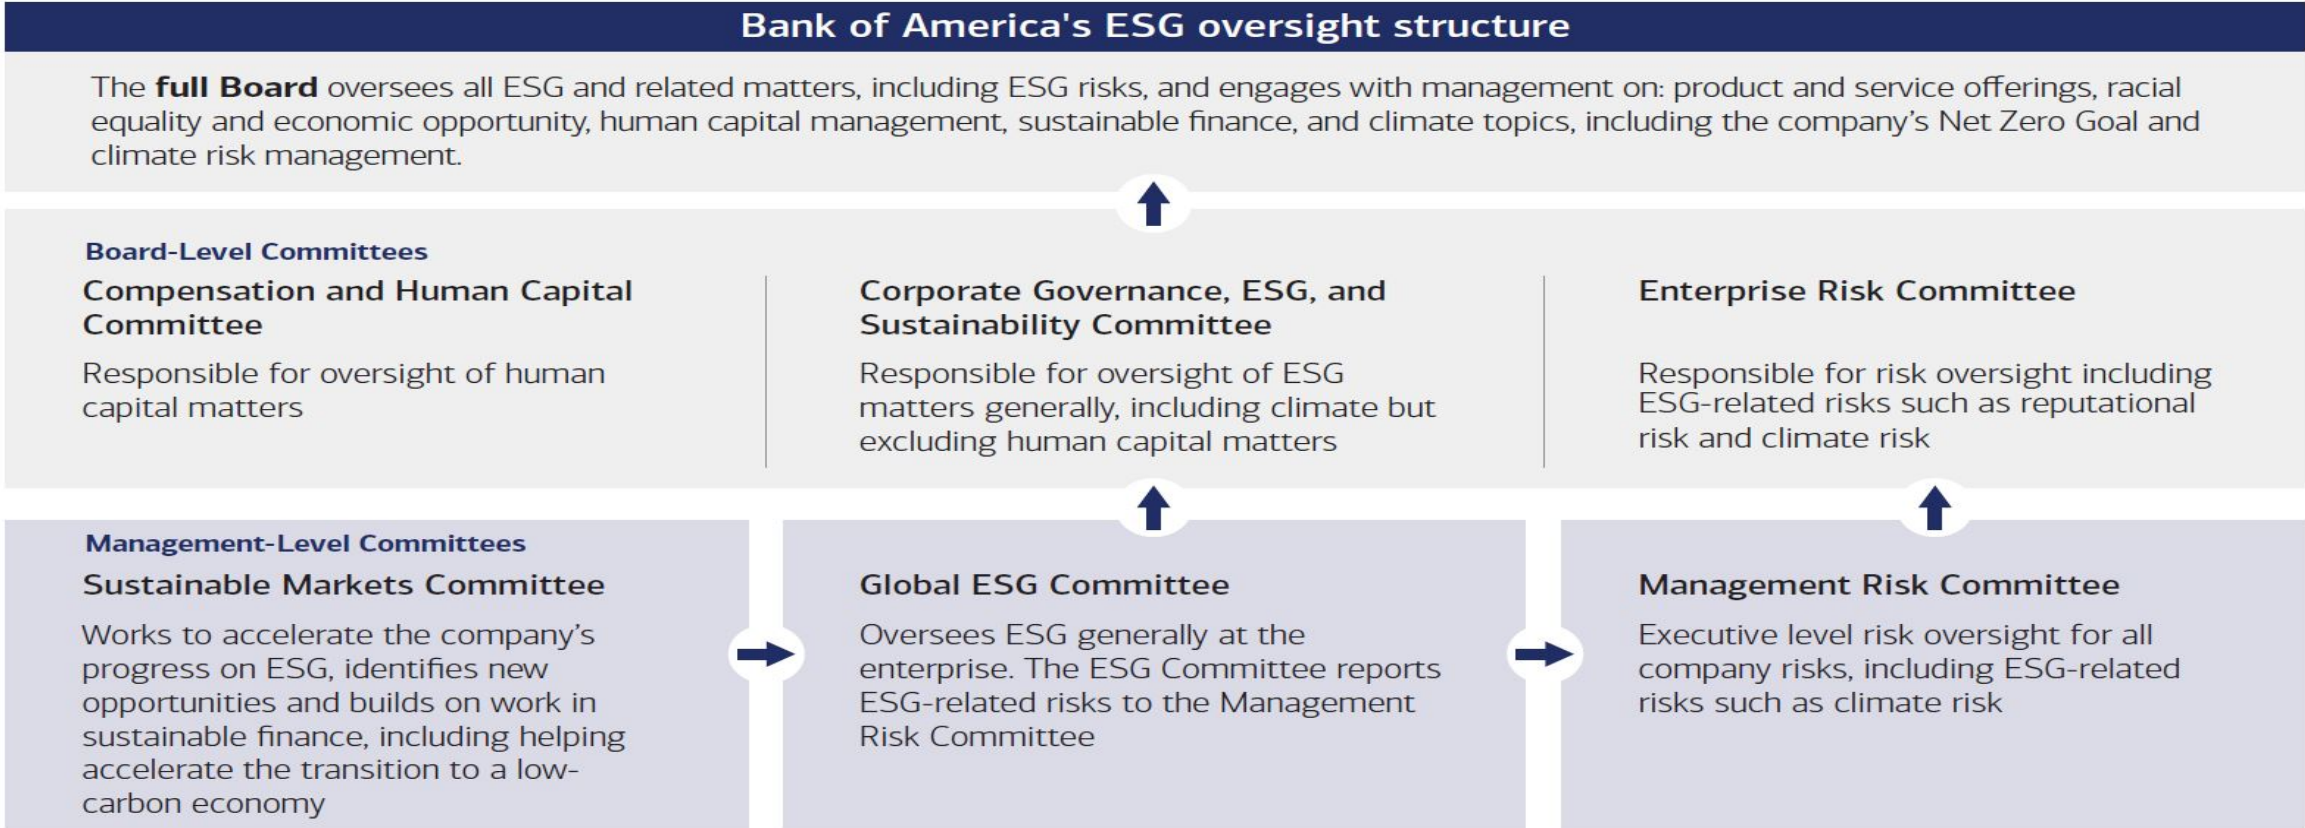 Bank of America's ESG oversight structure
The full Board oversees all ESG and related matters, including ESG risks, and engages with management on: product and service offerings, racial
equality and economic opportunity, human capital management, sustainable finance, and climate topics, including the company’s Net Zero Goal and
climate risk management.
Board-Level Committees
Compensation and Human Capital
Committee
Responsible for oversight of human
capital matters
Corporate Governance, ESG, and
Sustainability Committee
Responsible for oversight of ESG
matters generally, including climate but
excluding human capital matters
Enterprise Risk Committee
Responsible for risk oversight including
ESG-related risks such as reputational
risk and climate risk
Management-Level Committees
Sustainable Markets Committee
Works to accelerate the company’s
progress on ESG, identifies new
opportunities and builds on work in
sustainable finance, including helping
accelerate the transition to a low-
carbon economy
Global ESG Committee
Oversees ESG generally at the
enterprise. The ESG Committee reports
ESG-related risks to the Management
Risk Committee
Management Risk Committee
Executive level risk oversight for all
company risks, including ESG-related
risks such as climate risk